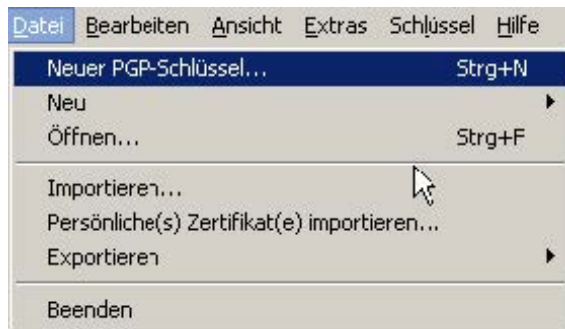 Datei Bearbeiten Ansicht Extras Schlüssel Hilfe
Neuer PGP-Schlüssel... Strg+N
Neu
Öffnen... Strg+F
Importieren...
Persönliche(s) Zertifikat(e) importieren...
Exportieren
Beenden